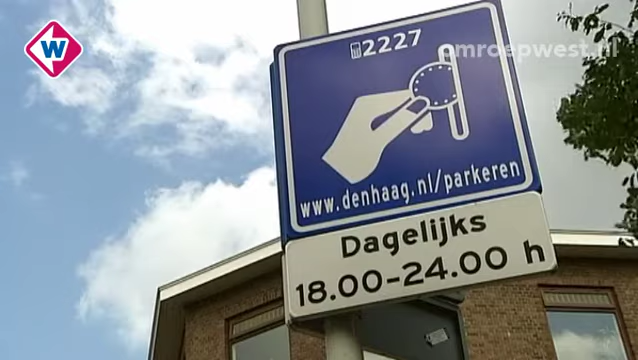 W
omroepwest.nl
2227
www.denhaag.nl/parkeren
Dagelijks
18.00-24.00 h